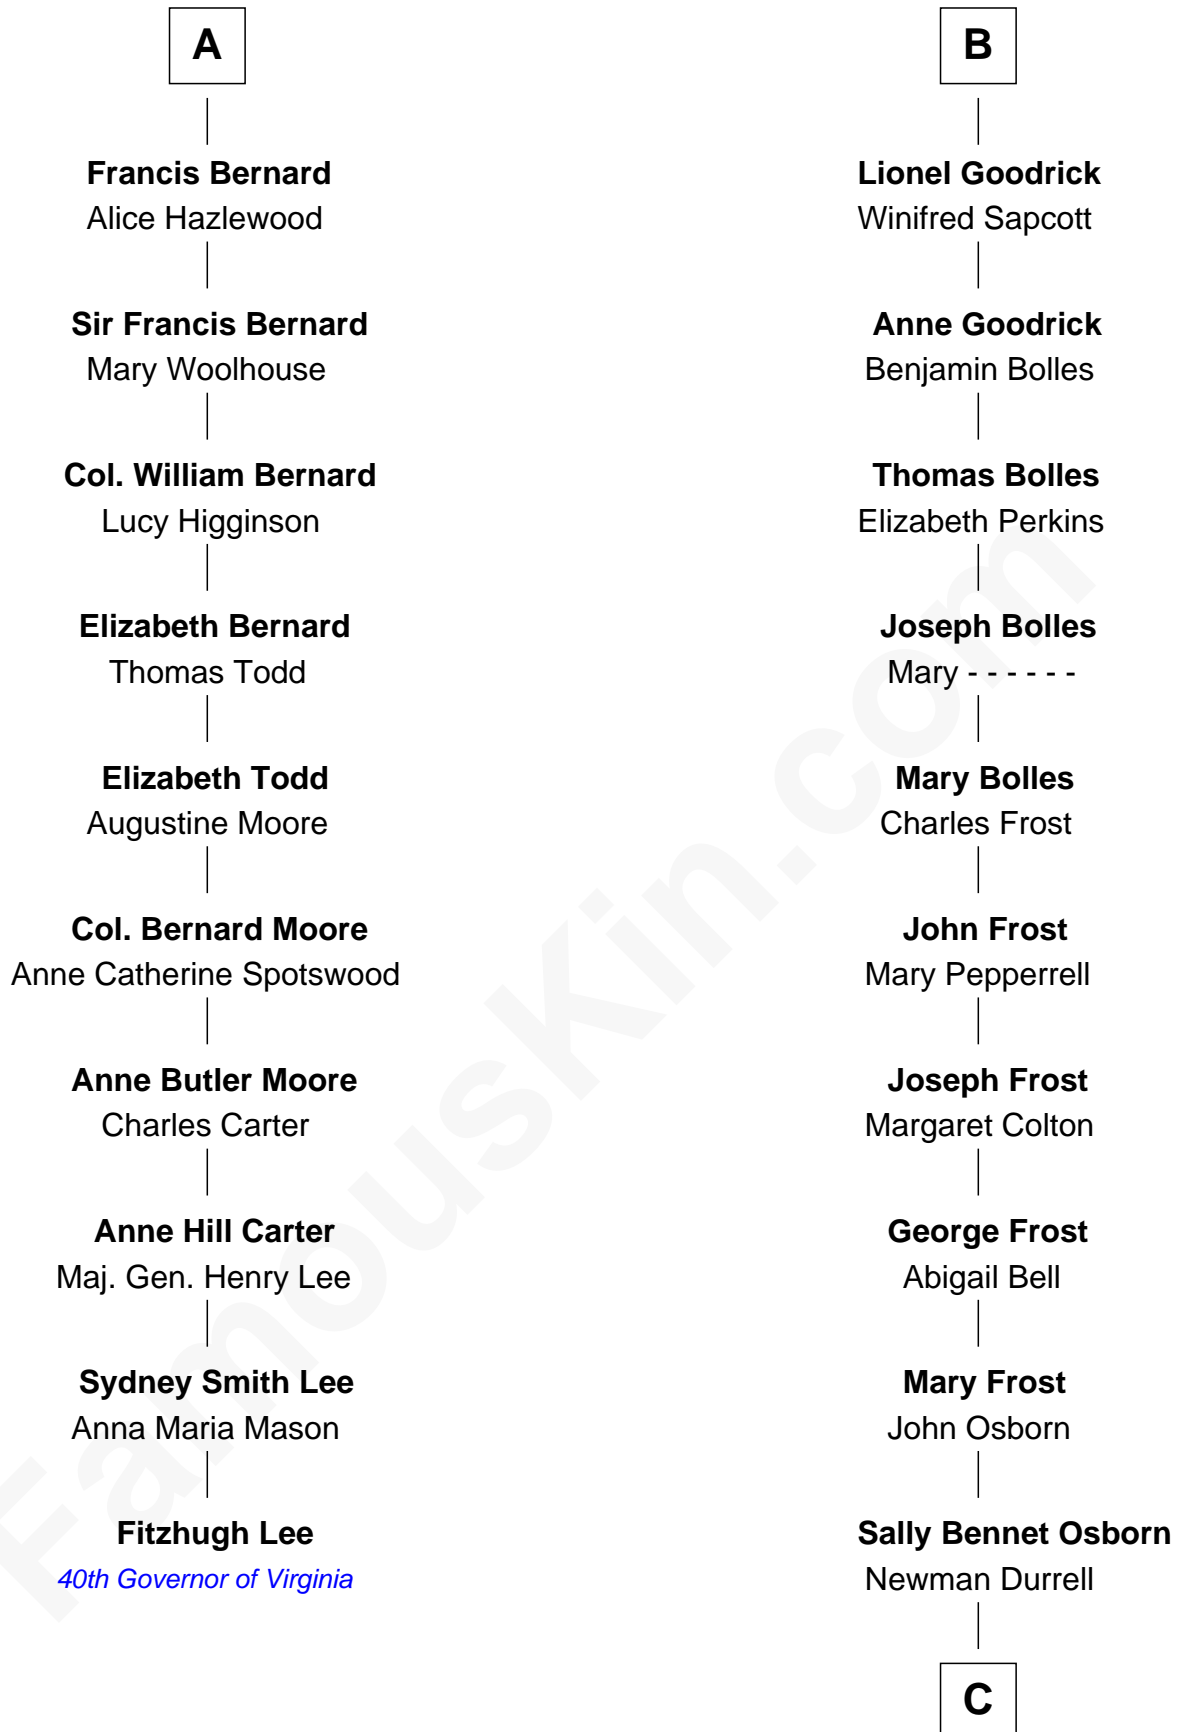 A
Francis Bernard
Alice Hazlewood
Sir Francis Bernard
Mary Woolhouse
Col. William Bernard
Lucy Higginson
Elizabeth Bernard
Thomas Todd
Elizabeth Todd
Augustine Moore
Col. Bernard Moore
Anne Catherine Spotswood
Anne Butler Moore
Charles Carter
Anne Hill Carter
Maj. Gen. Henry Lee
Sydney Smith Lee
Anna Maria Mason
Fitzhugh Lee
40th Governor of Virginia
B
Lionel Goodrick
Winifred Sapcott
Anne Goodrick
Benjamin Bolles
Thomas Bolles
Elizabeth Perkins
Joseph Bolles
Mary - - - - - -
Mary Bolles
Charles Frost
John Frost
Mary Pepperrell
Joseph Frost
Margaret Colton
George Frost
Abigail Bell
Mary Frost
John Osborn
Sally Bennet Osborn
Newman Durrell
C
FamousKin.com